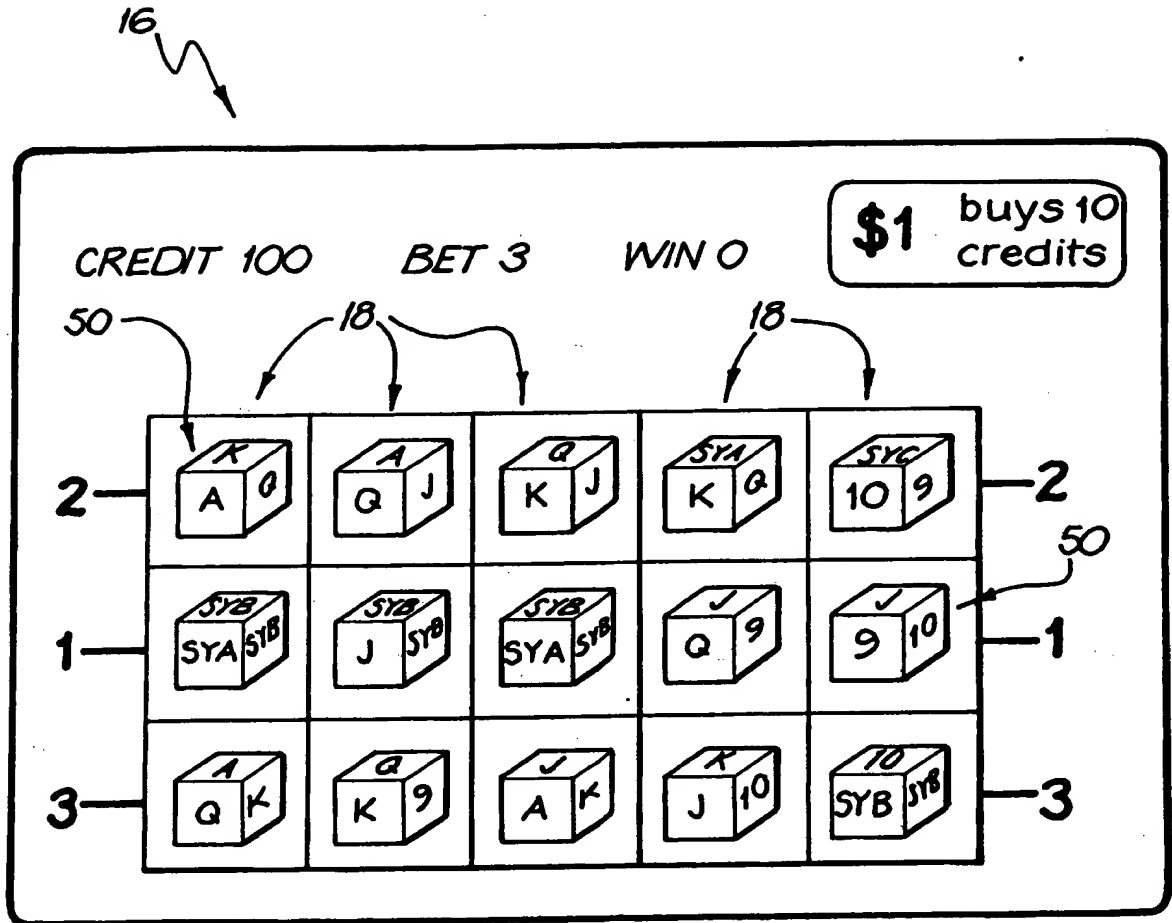 16
$1 buys 10
credits
CREDIT 100 BET 3 WIN 0
50 18 18
K A Q SYA SYC
2 A Q Q J K J K Q 10 9 2
50
SYB SYB SYB J J
1 SYA SYB J SYB SYA SYB Q 9 9 10 1
A Q J K 10
3 Q K K 9 A K J 10 SYB SYB 3